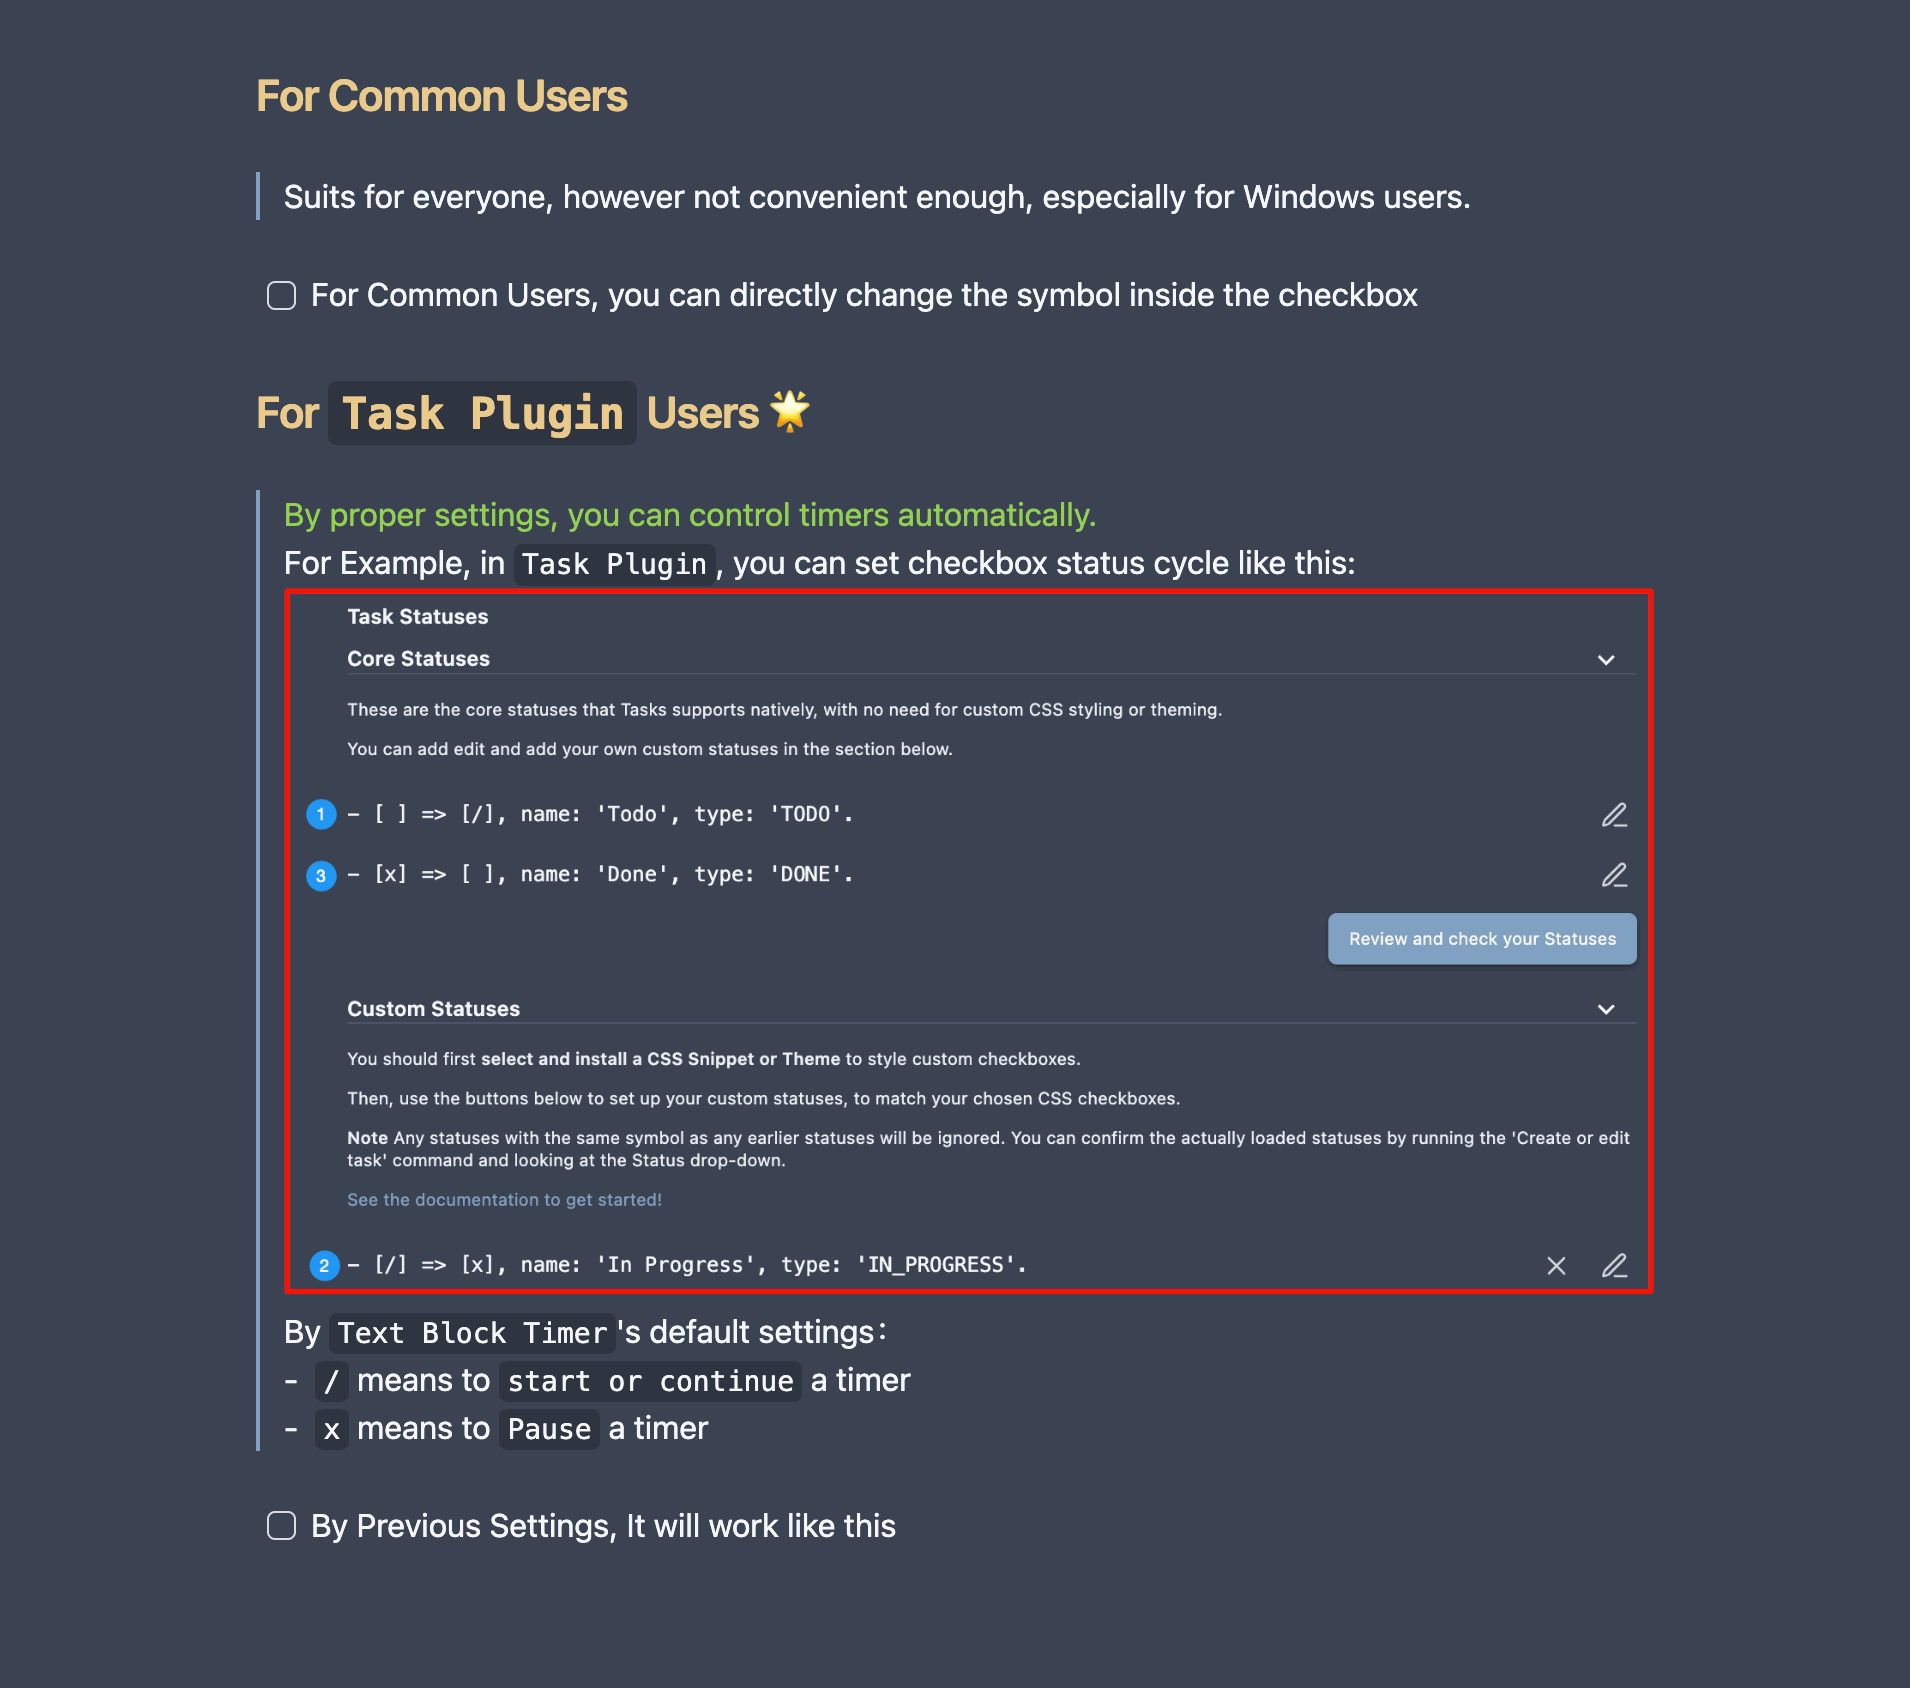 For Common Users
Suits for everyone, however not convenient enough, especially for Windows users.
For Common Users, you can directly change the symbol inside the checkbox
For Task Plugin Users 🌟
By proper settings, you can control timers automatically.
For Example, in Task Plugin, you can set checkbox status cycle like this:
Task Statuses
Core Statuses
These are the core statuses that Tasks supports natively, with no need for custom CSS styling or theming.
You can add edit and add your own custom statuses in the section below.
1 - [ ] => [/], name: 'Todo', type: 'TODO'.
3 - [x] => [ ], name: 'Done', type: 'DONE'.
Review and check your Statuses
Custom Statuses
You should first select and install a CSS Snippet or Theme to style custom checkboxes.
Then, use the buttons below to set up your custom statuses, to match your chosen CSS checkboxes.
Note Any statuses with the same symbol as any earlier statuses will be ignored. You can confirm the actually loaded statuses by running the 'Create or edit
task' command and looking at the Status drop-down.
See the documentation to get started!
2 - [/] => [x], name: 'In Progress', type: 'IN_PROGRESS'.
By Text Block Timer's default settings：
- / means to start or continue a timer
- x means to Pause a timer
By Previous Settings, It will work like this